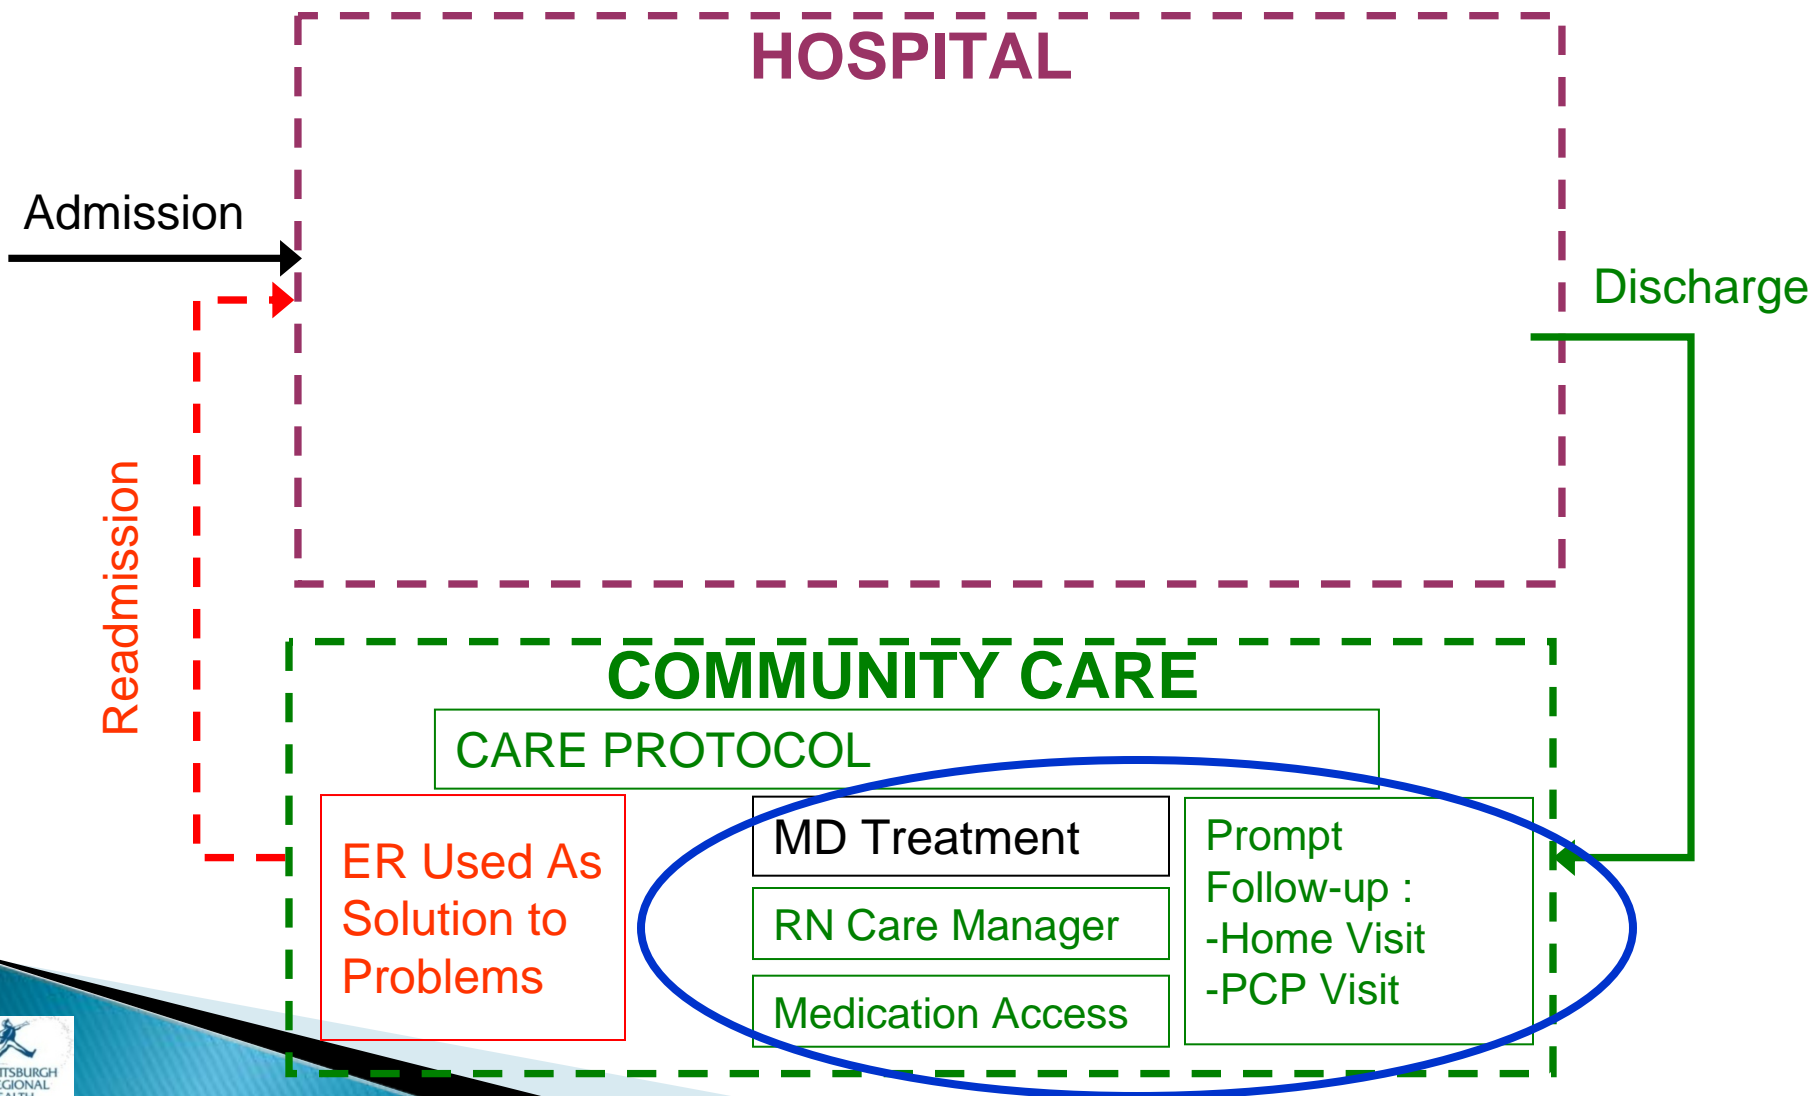 HOSPITAL
Admission
Discharge
Readmission
COMMUNITY CARE
CARE PROTOCOL
ER Used As
Solution to
Problems
MD Treatment
RN Care Manager
Medication Access
Prompt
Follow-up :
-Home Visit
-PCP Visit